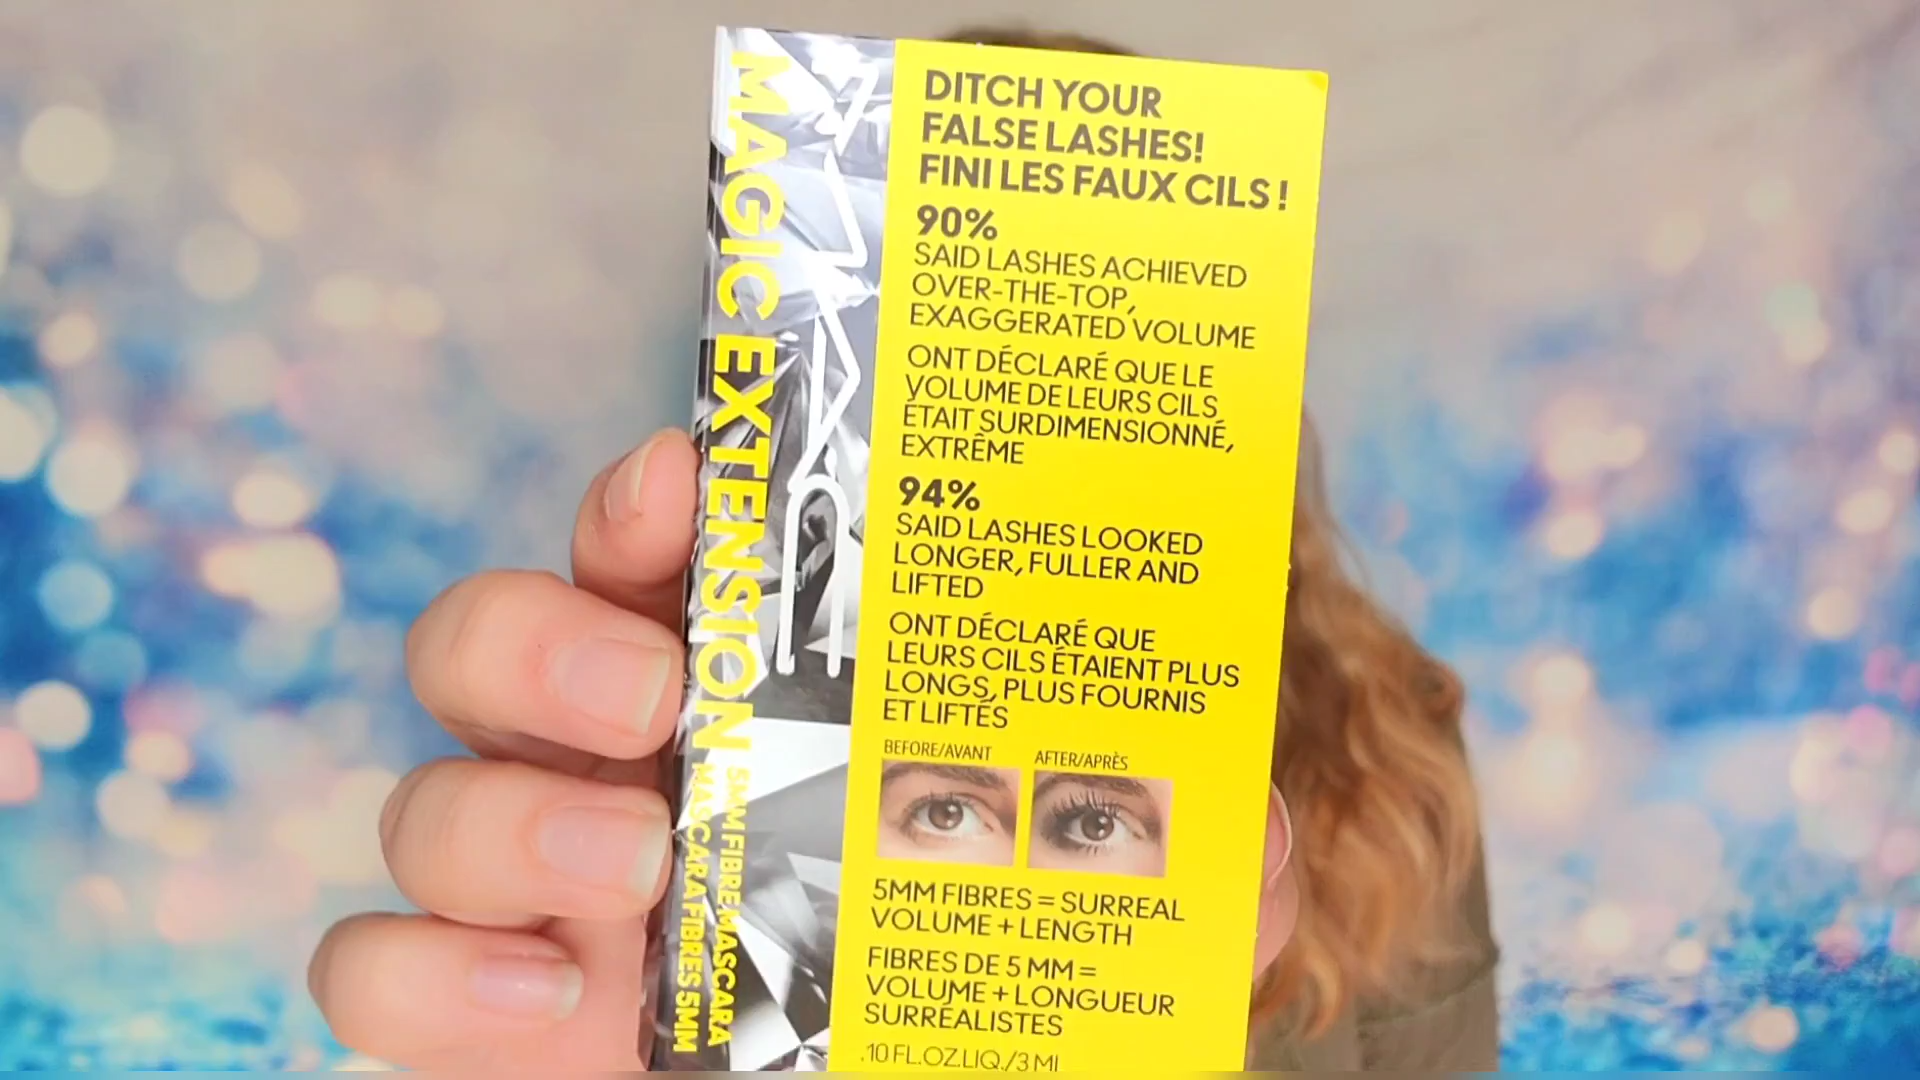 MAGIC EXTENSION
5MM FIBRE MASCARA
MASCARA FIBRES 5MM
MAC
DITCH YOUR
FALSE LASHES!
FINI LES FAUX CILS !
90%
SAID LASHES ACHIEVED
OVER-THE-TOP,
EXAGGERATED VOLUME
ONT DÉCLARÉ QUE LE
VOLUME DE LEURS CILS
ÉTAIT SURDIMENSIONNÉ,
EXTRÊME
94%
SAID LASHES LOOKED
LONGER, FULLER AND
LIFTED
ONT DÉCLARÉ QUE
LEURS CILS ÉTAIENT PLUS
LONGS, PLUS FOURNIS
ET LIFTÉS
BEFORE/AVANT
AFTER/APRÈS
5MM FIBRES = SURREAL
VOLUME + LENGTH
FIBRES DE 5 MM =
VOLUME + LONGUEUR
SURRÉALISTES
.10 FL.OZ.LIQ./3 ML